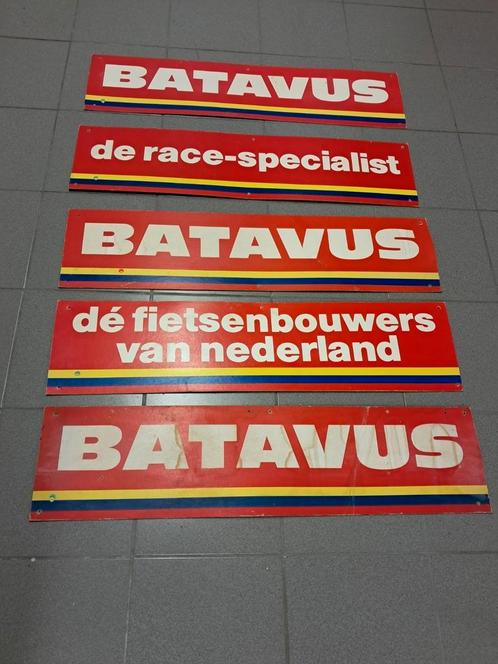 BATAVUS
de race-specialist
BATAVUS
dé fietsenbouwers
van nederland
BATAVUS